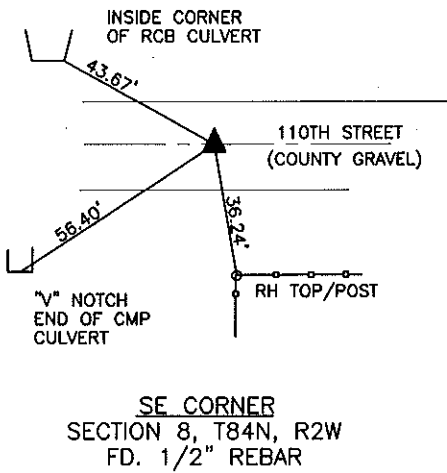 INSIDE CORNER
OF RCB CULVERT
43.67'
110TH STREET
(COUNTY GRAVEL)
56.40'
36.24'
"V" NOTCH
END OF CMP
CULVERT
RH TOP/POST
SE CORNER
SECTION 8, T84N, R2W
FD. 1/2" REBAR